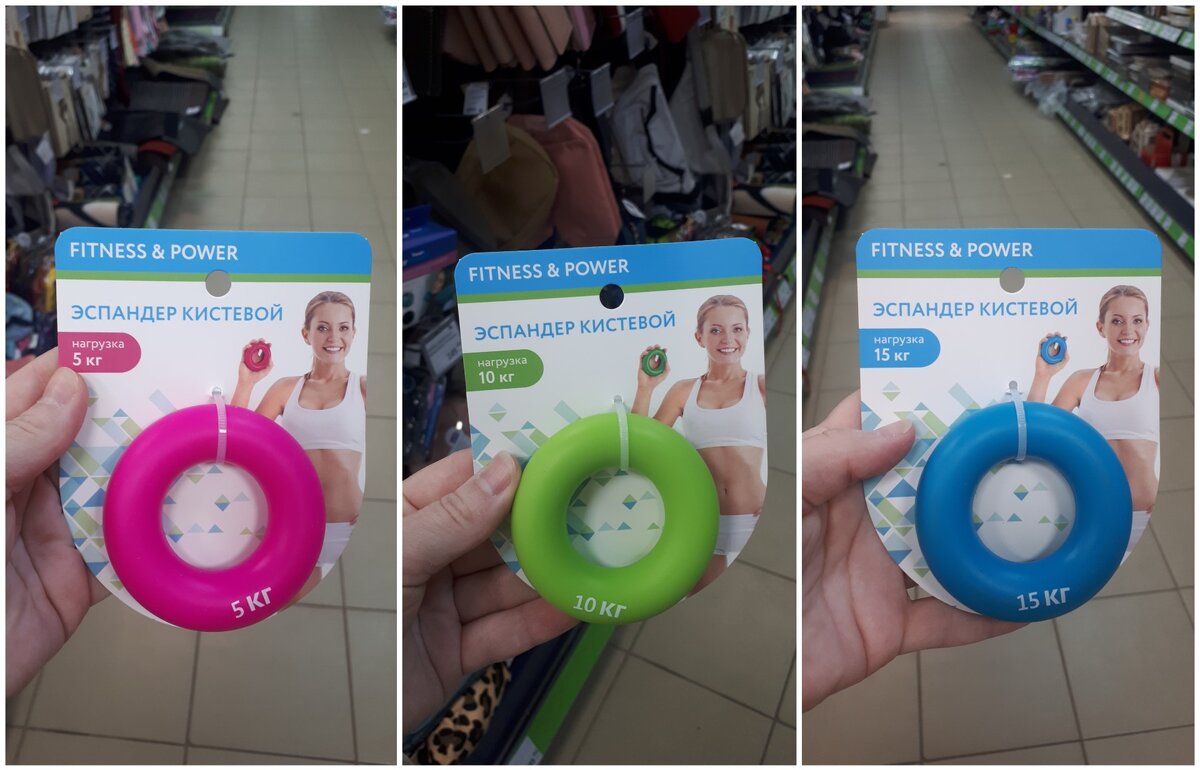 FITNESS & POWER
ЭСПАНДЕР КИСТЕВОЙ
нагрузка
5 кг
5 КГ
FITNESS & POWER
ЭСПАНДЕР КИСТЕВОЙ
нагрузка
10 кг
10 КГ
FITNESS & POWER
ЭСПАНДЕР КИСТЕВОЙ
нагрузка
15 кг
15 КГ